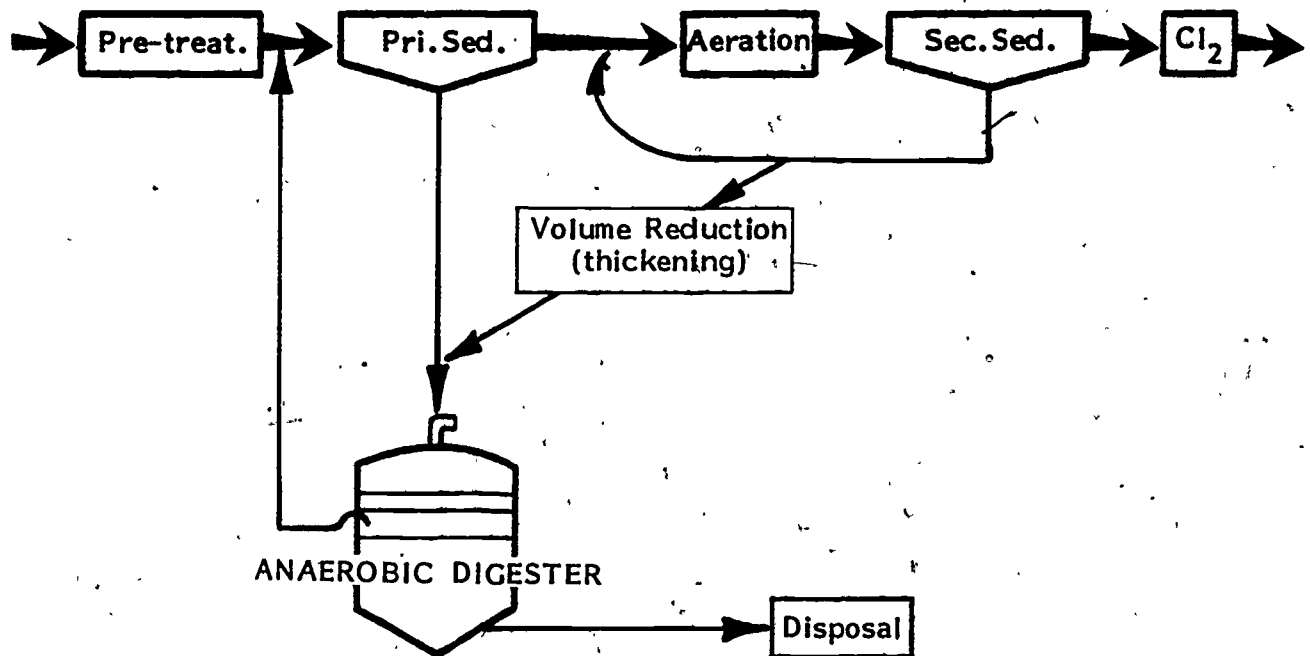 Pre-treat.
Pri.Sed.
Aeration
Sec.Sed.
Cl₂
Volume Reduction
(thickening)
ANAEROBIC DIGESTER
Disposal